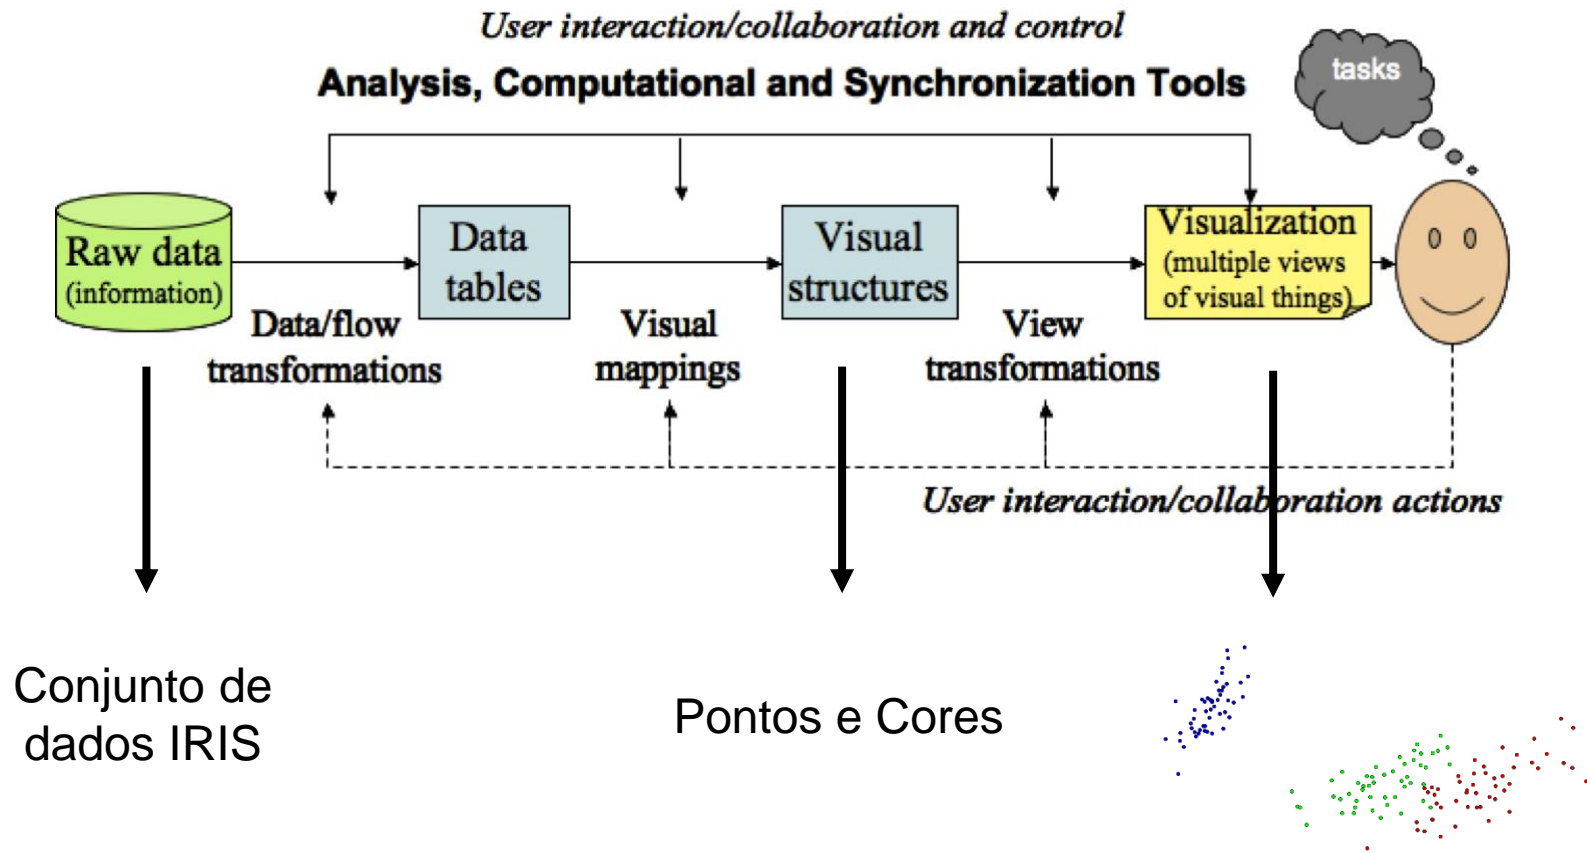 User interaction/collaboration and control
Analysis, Computational and Synchronization Tools
tasks
Raw data
(information)
Data
tables
Visual
structures
Visualization
(multiple views
of visual things)
Data/flow
transformations
Visual
mappings
View
transformations
User interaction/collaboration actions
Conjunto de
dados IRIS
Pontos e Cores